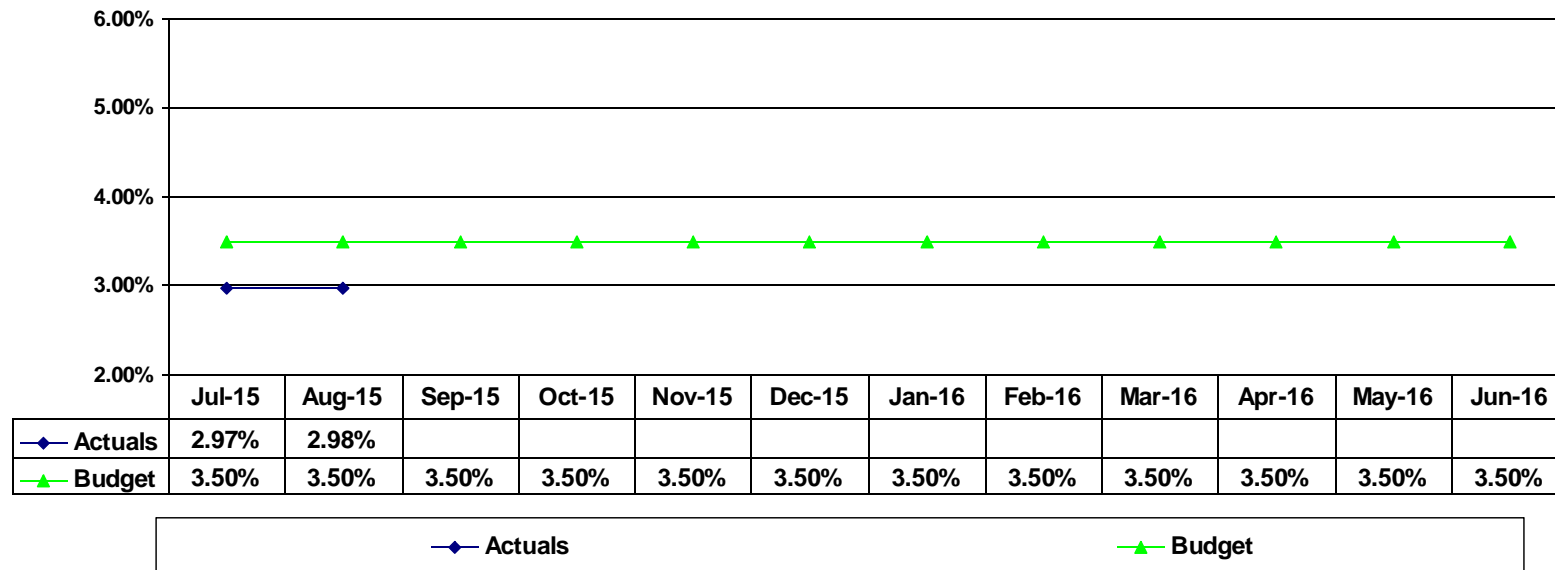 6.00%
5.00%
4.00%
3.00%
2.00%
Jul-15 Aug-15 Sep-15 Oct-15 Nov-15 Dec-15 Jan-16 Feb-16 Mar-16 Apr-16 May-16 Jun-16
Actuals 2.97% 2.98%
Budget 3.50% 3.50% 3.50% 3.50% 3.50% 3.50% 3.50% 3.50% 3.50% 3.50% 3.50% 3.50%
Actuals Budget